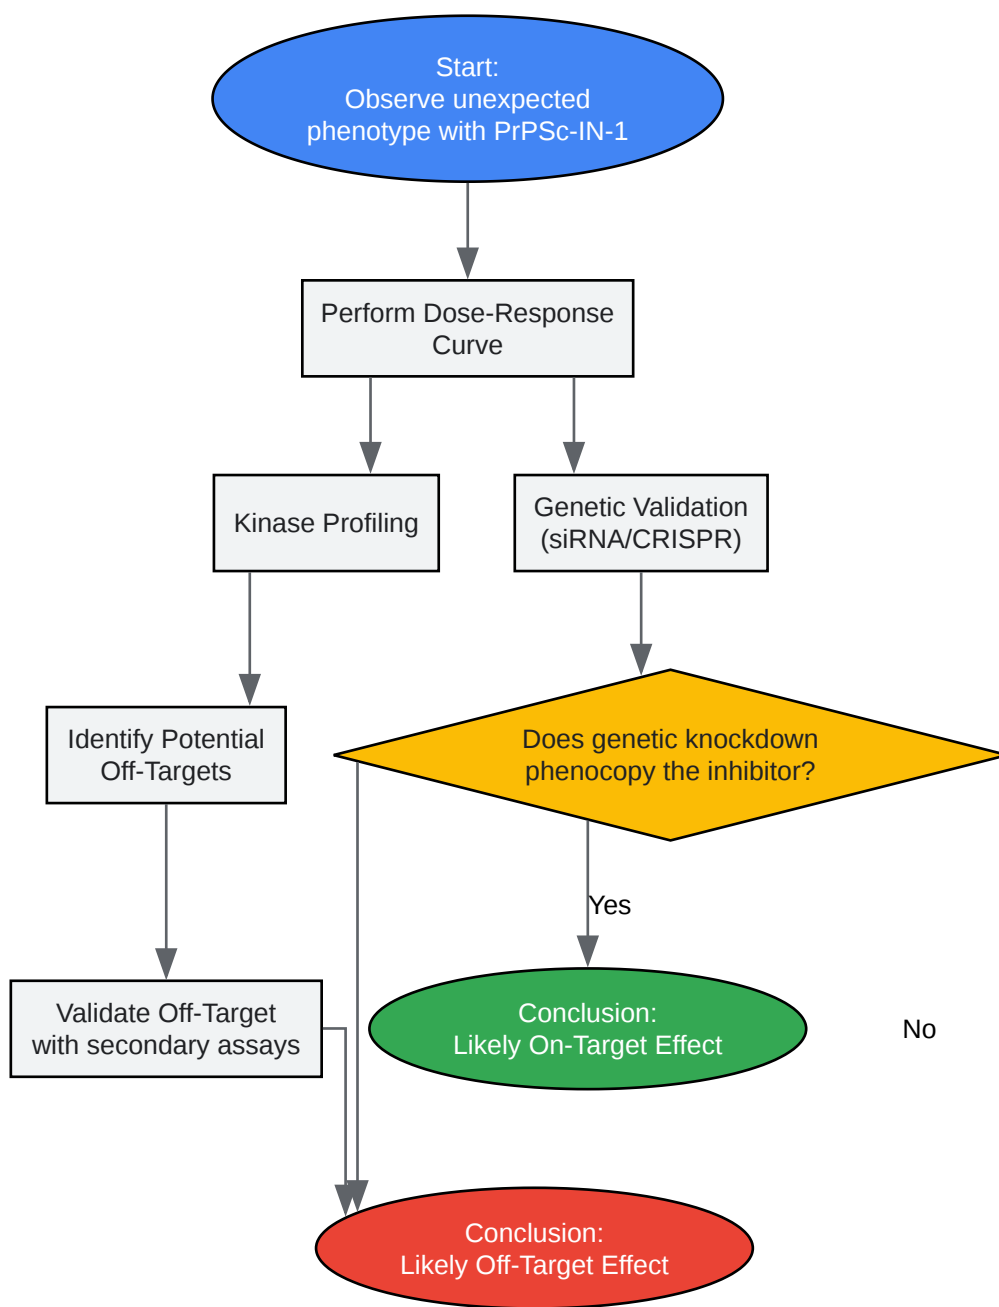 Start:
Observe unexpected
phenotype with PrPSc-IN-1
Perform Dose-Response
Curve
Kinase Profiling
Genetic Validation
(siRNA/CRISPR)
Identify Potential
Off-Targets
Does genetic knockdown
phenocopy the inhibitor?
Yes
Validate Off-Target
with secondary assays
Conclusion:
Likely On-Target Effect
No
Conclusion:
Likely Off-Target Effect